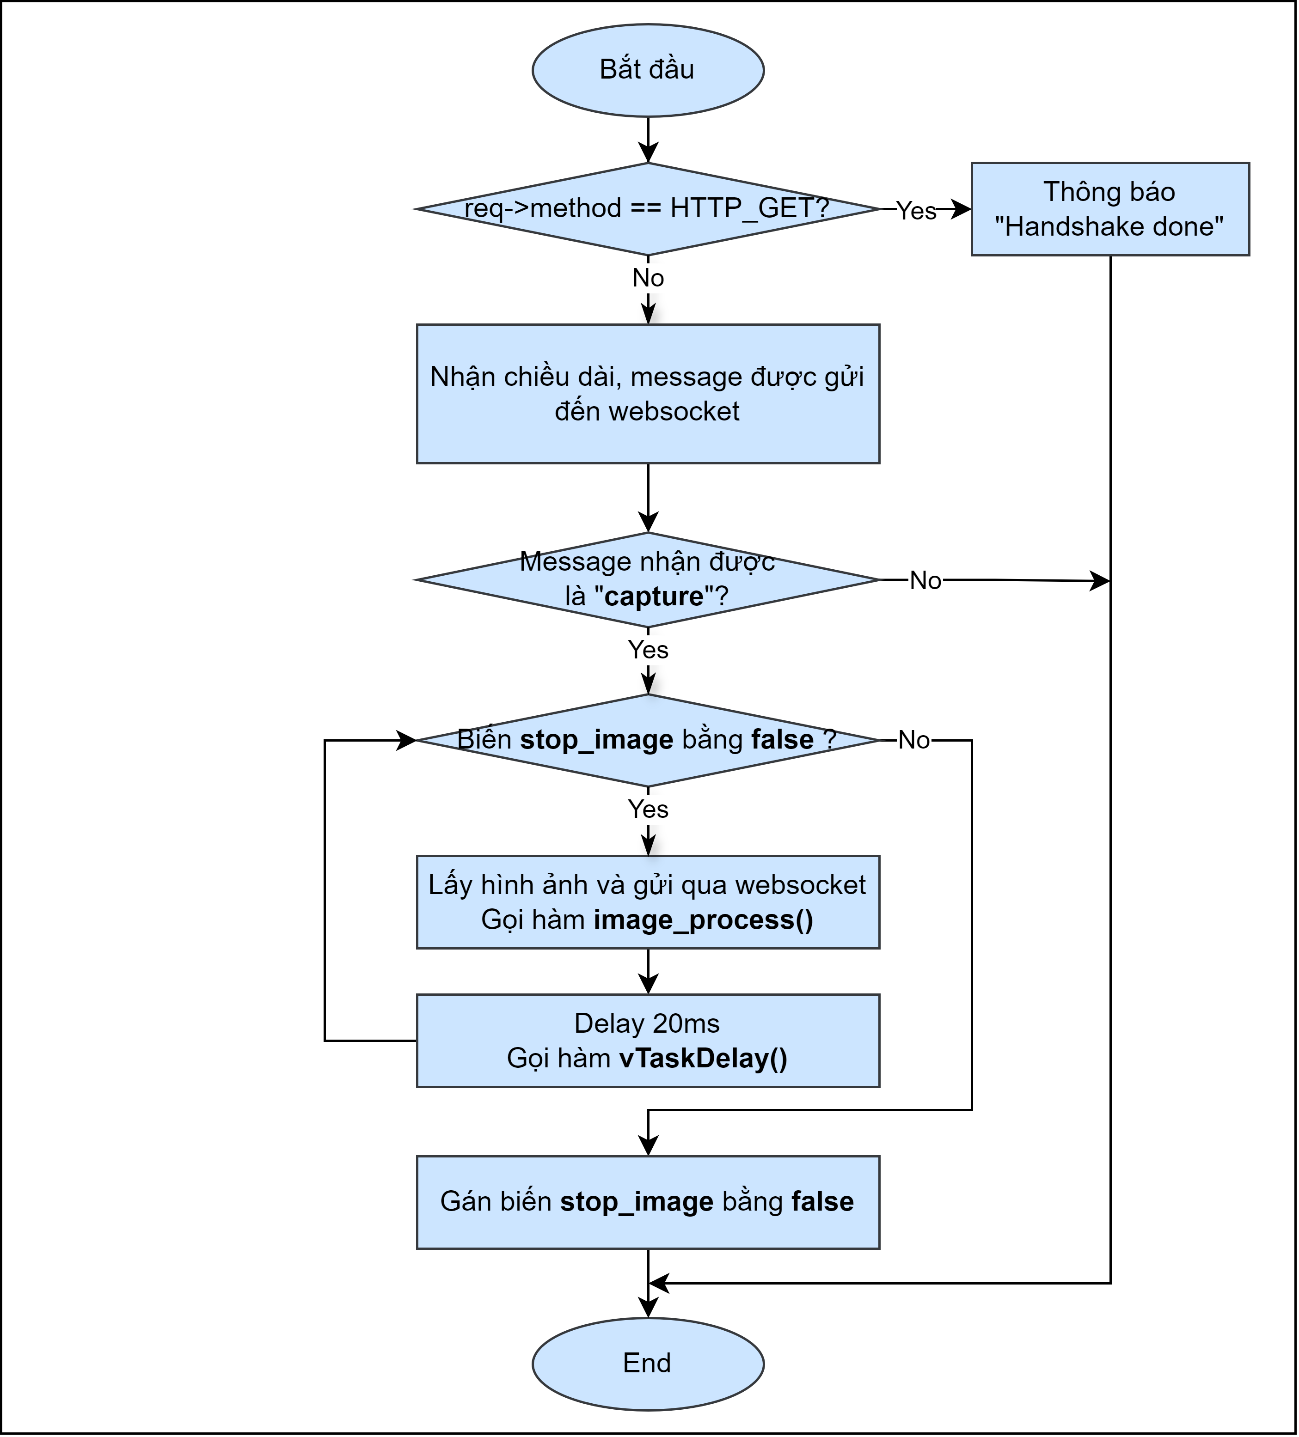 Bắt đầu
req->method == HTTP_GET?
Yes
Thông báo
"Handshake done"
No
Nhận chiều dài, message được gửi
đến websocket
Message nhận được
là "capture"?
No
Yes
Biến stop_image bằng false ?
No
Yes
Lấy hình ảnh và gửi qua websocket
Gọi hàm image_process()
Delay 20ms
Gọi hàm vTaskDelay()
Gán biến stop_image bằng false
End